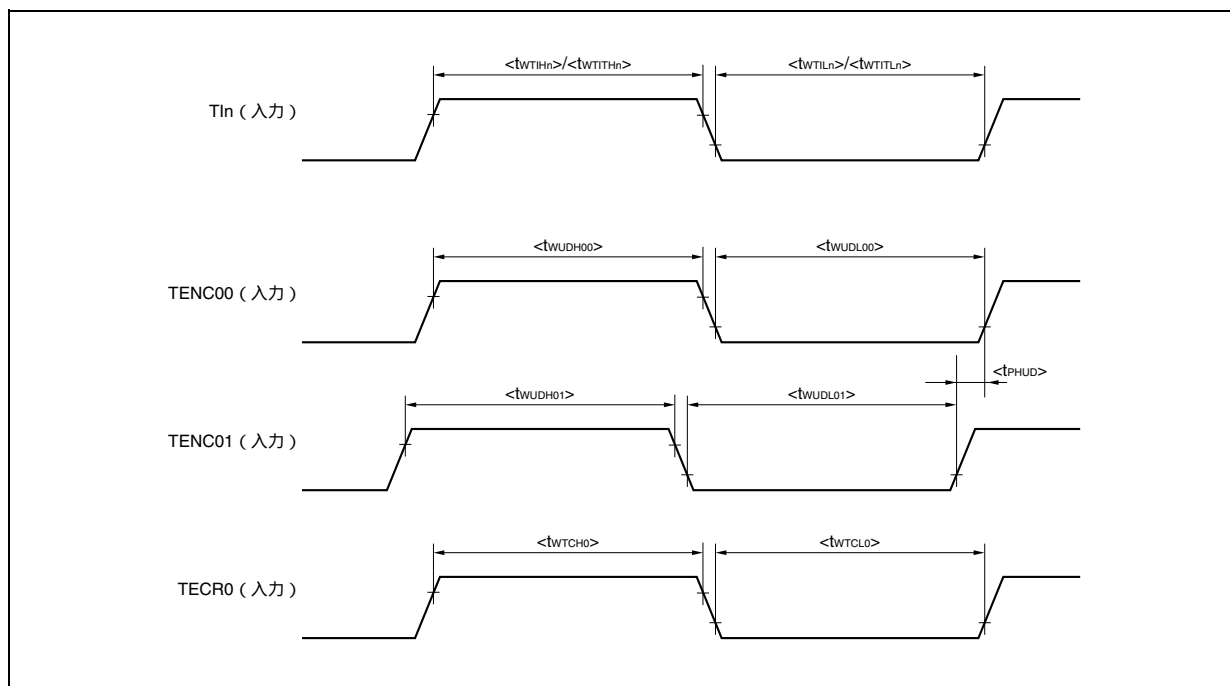 <tWTIHn>/<tWTITHn> <tWTILn>/<tWTITLn>
TIn（入力）
<tWUDH00> <tWUDL00>
TENC00（入力）
<tPHUD>
<tWUDH01> <tWUDL01>
TENC01（入力）
<tWTCH0> <tWTCL0>
TECR0（入力）